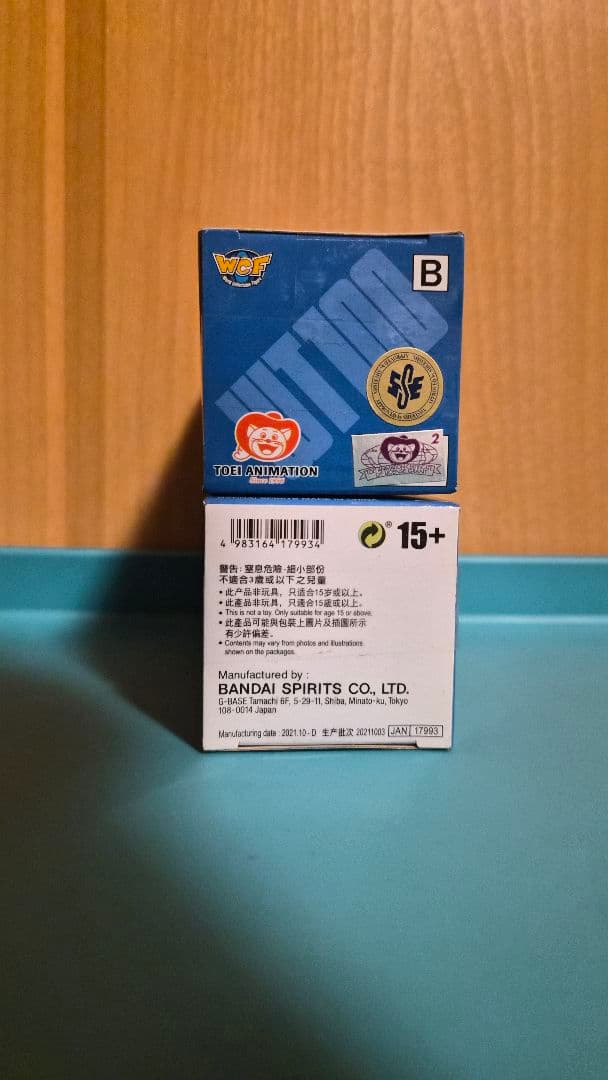 WCF
World Collectable Figure
B
WT100
TOEI ANIMATION
Since 1956
2
4 983164 179934
® 15+
警告: 窒息危險-細小部份
不適合3歲或以下之兒童
• 此产品非玩具，只适合15岁或以上。
• 此產品非玩具，只適合15歲或以上。
• This is not a toy. Only suitable for age 15 or above.
• 此產品可能與包裝上圖片及插圖所示
有少許偏差。
• Contents may vary from photos and illustrations
shown on the packages.
Manufactured by :
BANDAI SPIRITS CO., LTD.
G-BASE Tamachi 6F, 5-29-11, Shiba, Minato-ku, Tokyo
108-0014 Japan
Manufacturing date : 2021.10 - D 生产批次 20211003 JAN 17993